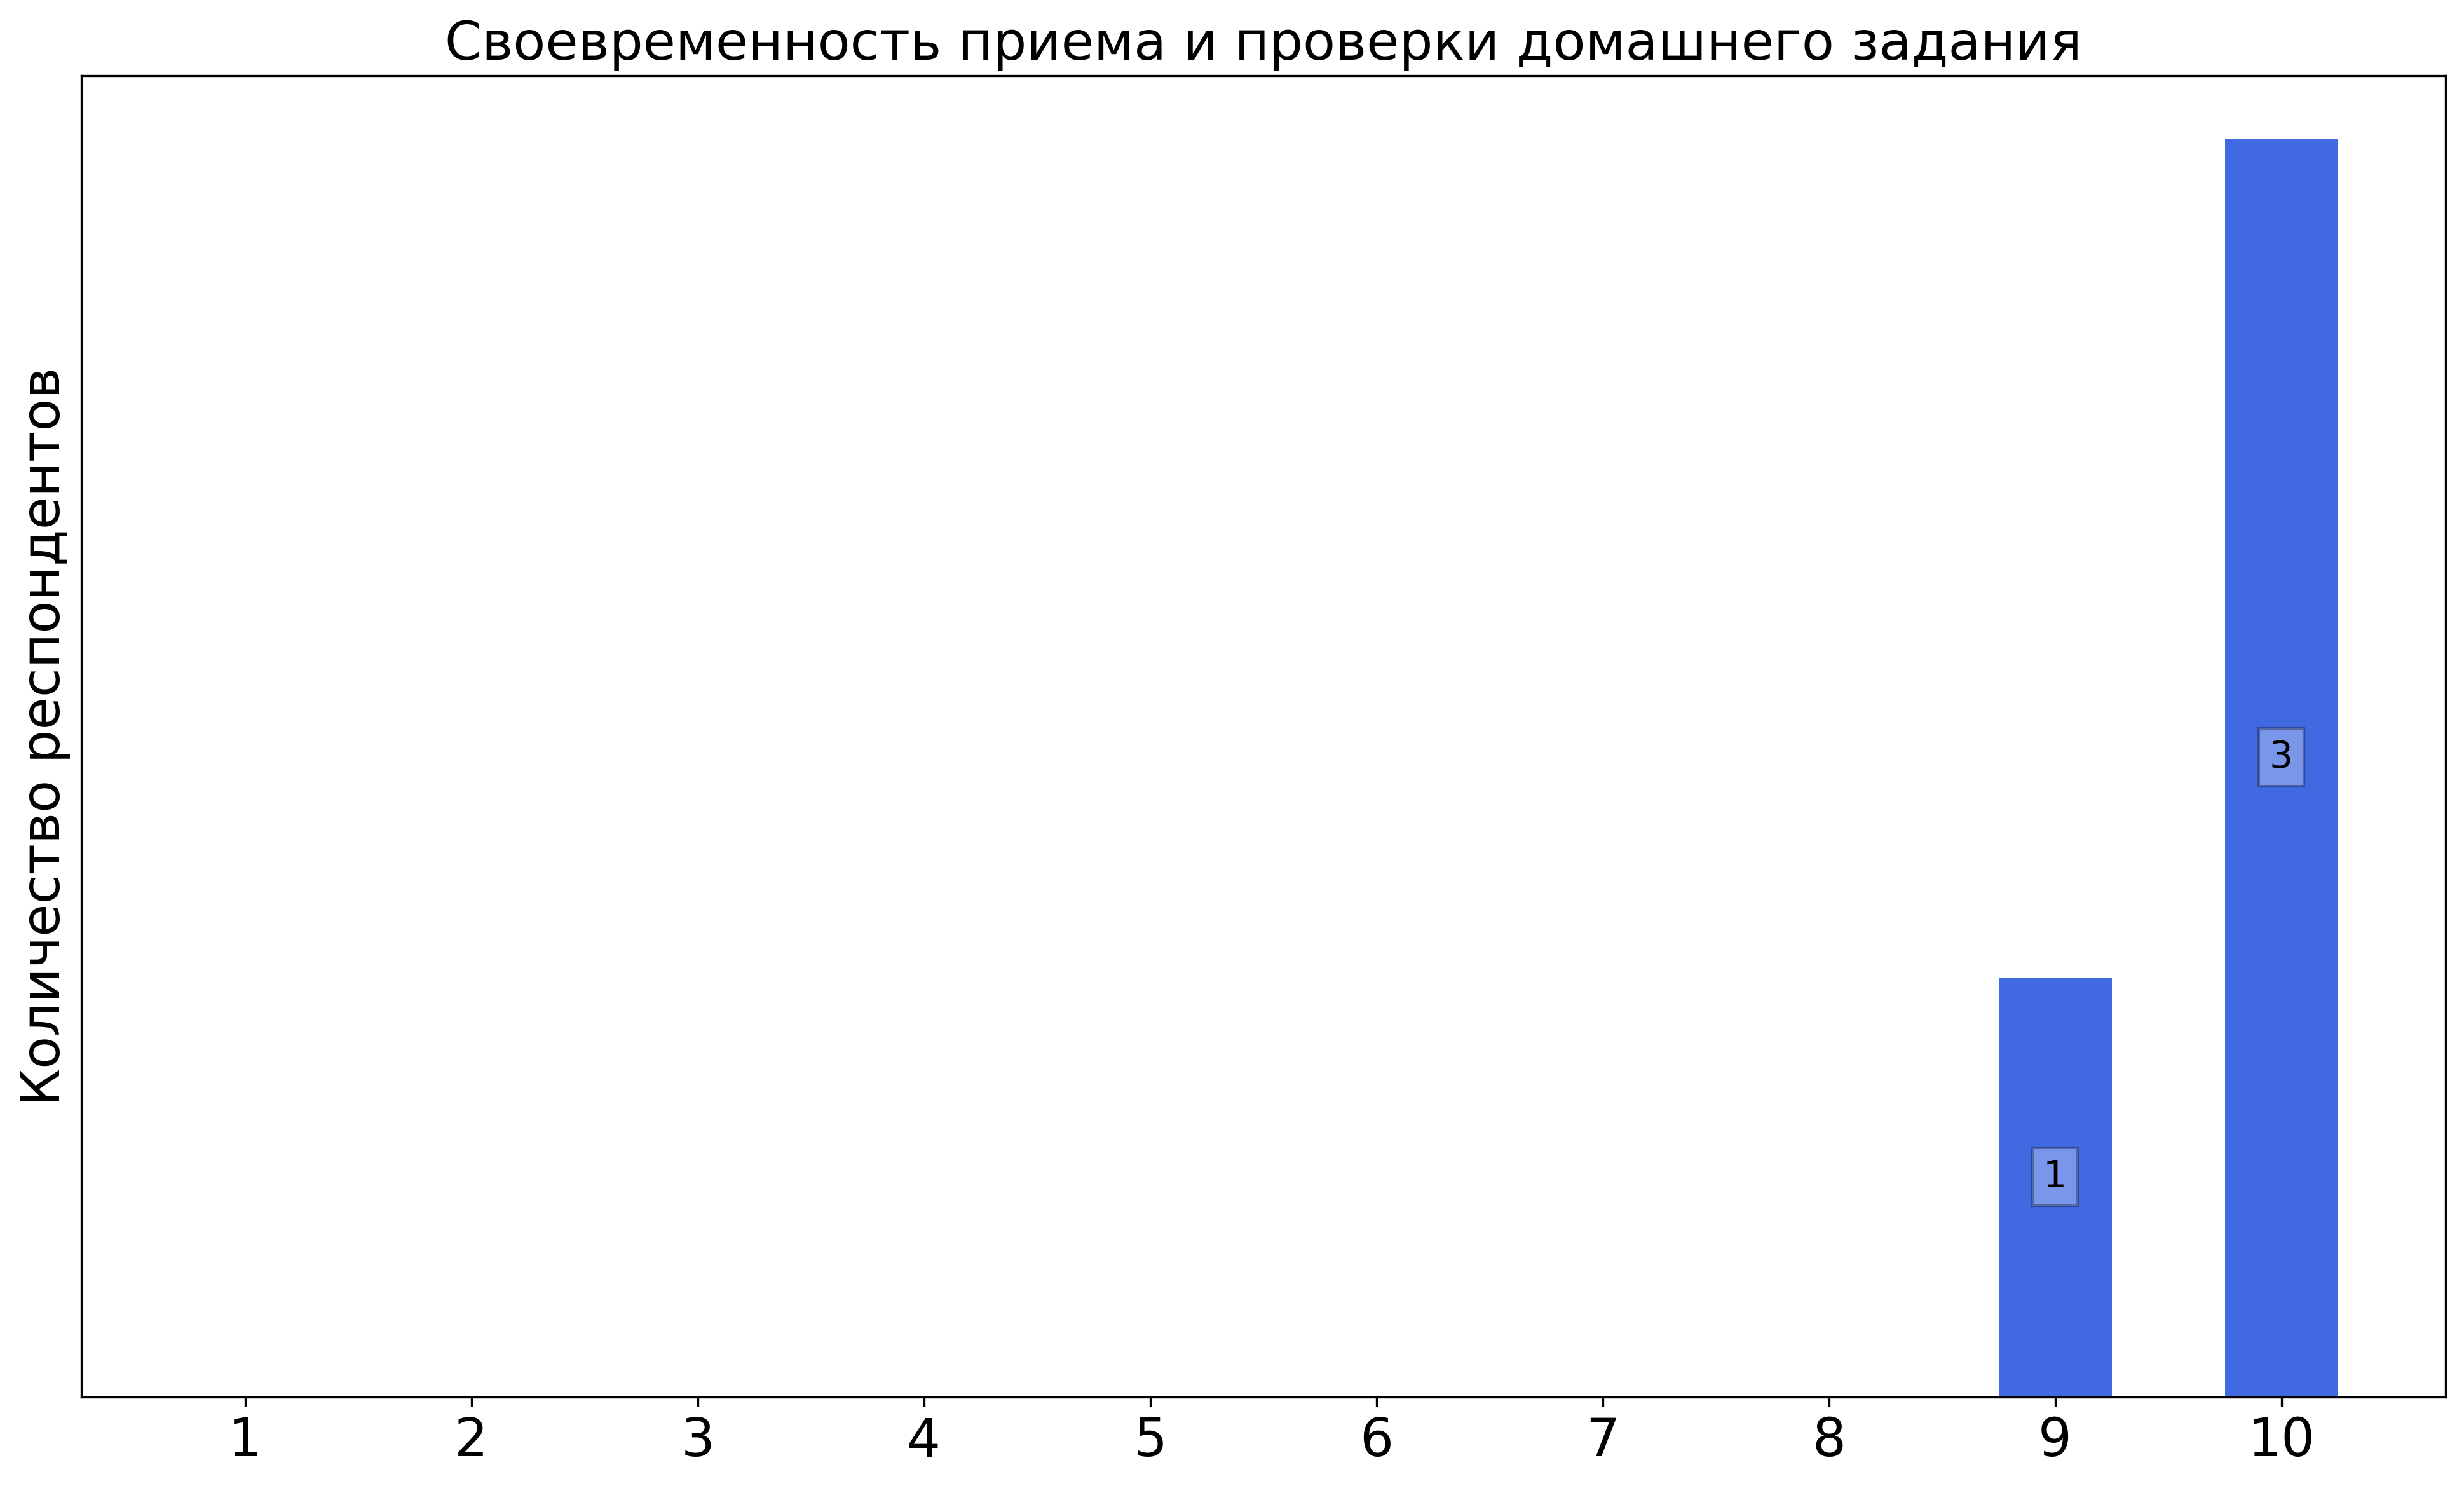 Своевременность приема и проверки домашнего задания
Количество респондентов
3
1
1 2 3 4 5 6 7 8 9 10